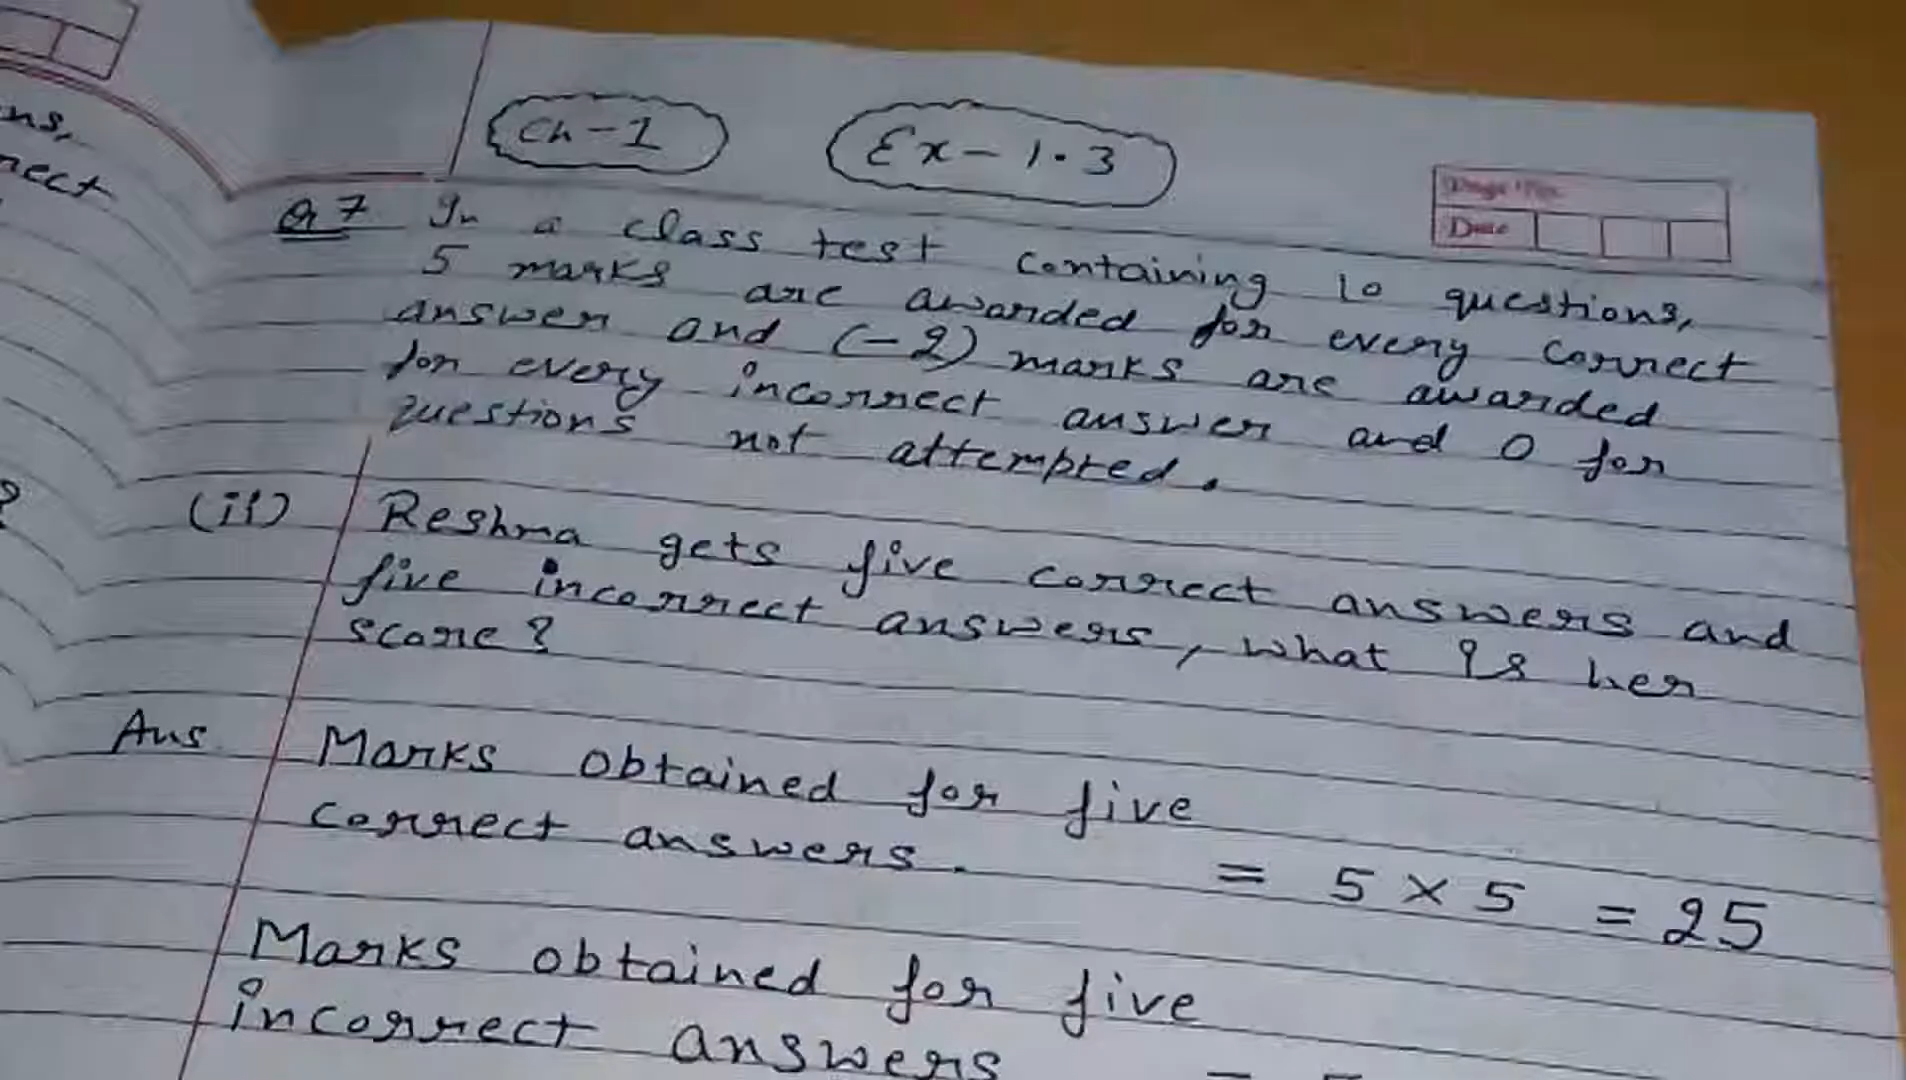 ns,
rect
?
Ch-1
Ex-1.3
Page No.
Date
Q7 In a class test containing 10 questions,
5 marks are awarded for every correct
answer and (-2) marks are awarded
for every incorrect answer and 0 for
questions not attempted.
(ii) Reshma gets five correct answers and
five incorrect answers, what is her
score?
Ans Marks obtained for five
correct answers. = 5 × 5 = 25
Marks obtained for five
incorrect answers =